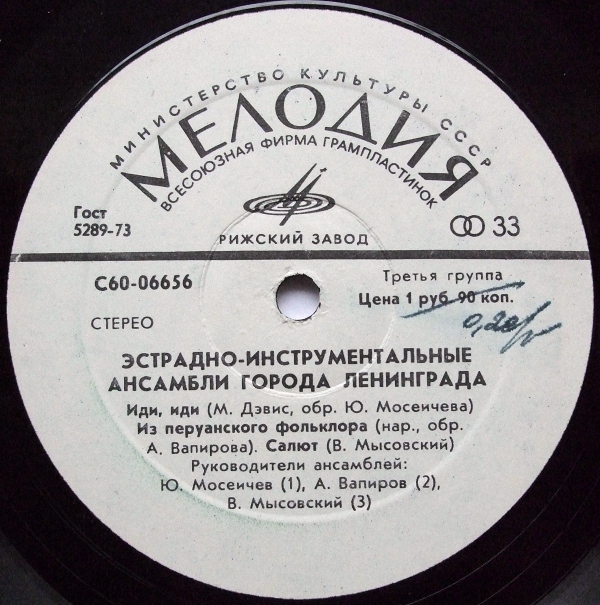 МИНИСТЕРСТВО КУЛЬТУРЫ СССР
МЕЛОДИЯ
ВСЕСОЮЗНАЯ ФИРМА ГРАМПЛАСТИНОК
Гост
5289-73
РИЖСКИЙ ЗАВОД
33
С60-06656
Третья группа
Цена 1 руб. 90 коп.
СТЕРЕО
ЭСТРАДНО-ИНСТРУМЕНТАЛЬНЫЕ
АНСАМБЛИ ГОРОДА ЛЕНИНГРАДА
Иди, иди (М. Дэвис, обр. Ю. Мосеичева)
Из перуанского фольклора (нар., обр.
А. Вапирова). Салют (В. Мысовский)
Руководители ансамблей:
Ю. Мосеичев (1), А. Вапиров (2),
В. Мысовский (3)